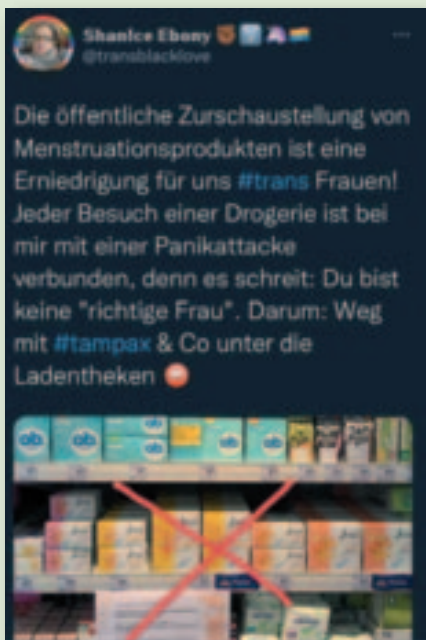 Shanice Ebony
@transblacklove
Die öffentliche Zurschaustellung von
Menstruationsprodukten ist eine
Erniedrigung für uns #trans Frauen!
Jeder Besuch einer Drogerie ist bei
mir mit einer Panikattacke
verbunden, denn es schreit: Du bist
keine "richtige Frau". Darum: Weg
mit #tampax & Co unter die
Ladentheken
ob ob ob ob